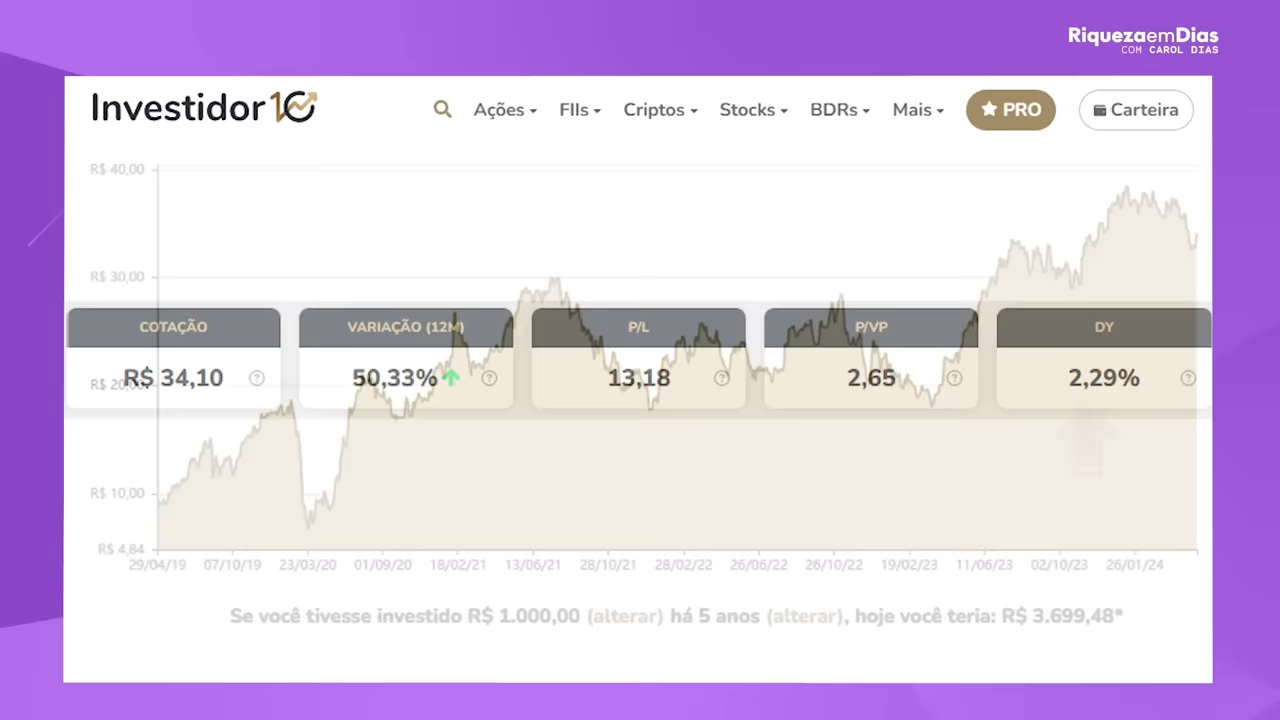 RiquezaemDias
COM CAROL DIAS
Investidor10
Ações FIIs Criptos Stocks BDRs Mais PRO Carteira
R$ 40,00
R$ 30,00
COTAÇÃO VARIAÇÃO (12M) P/L P/VP DY
R$ 34,10 50,33% 13,18 2,65 2,29%
R$ 20,00
R$ 10,00
R$ 4,84
29/04/19 07/10/19 23/03/20 01/09/20 18/02/21 13/06/21 28/10/21 28/02/22 26/06/22 26/10/22 19/02/23 11/06/23 02/10/23 26/01/24
Se você tivesse investido R$ 1.000,00 (alterar) há 5 anos (alterar), hoje você teria: R$ 3.699,48*